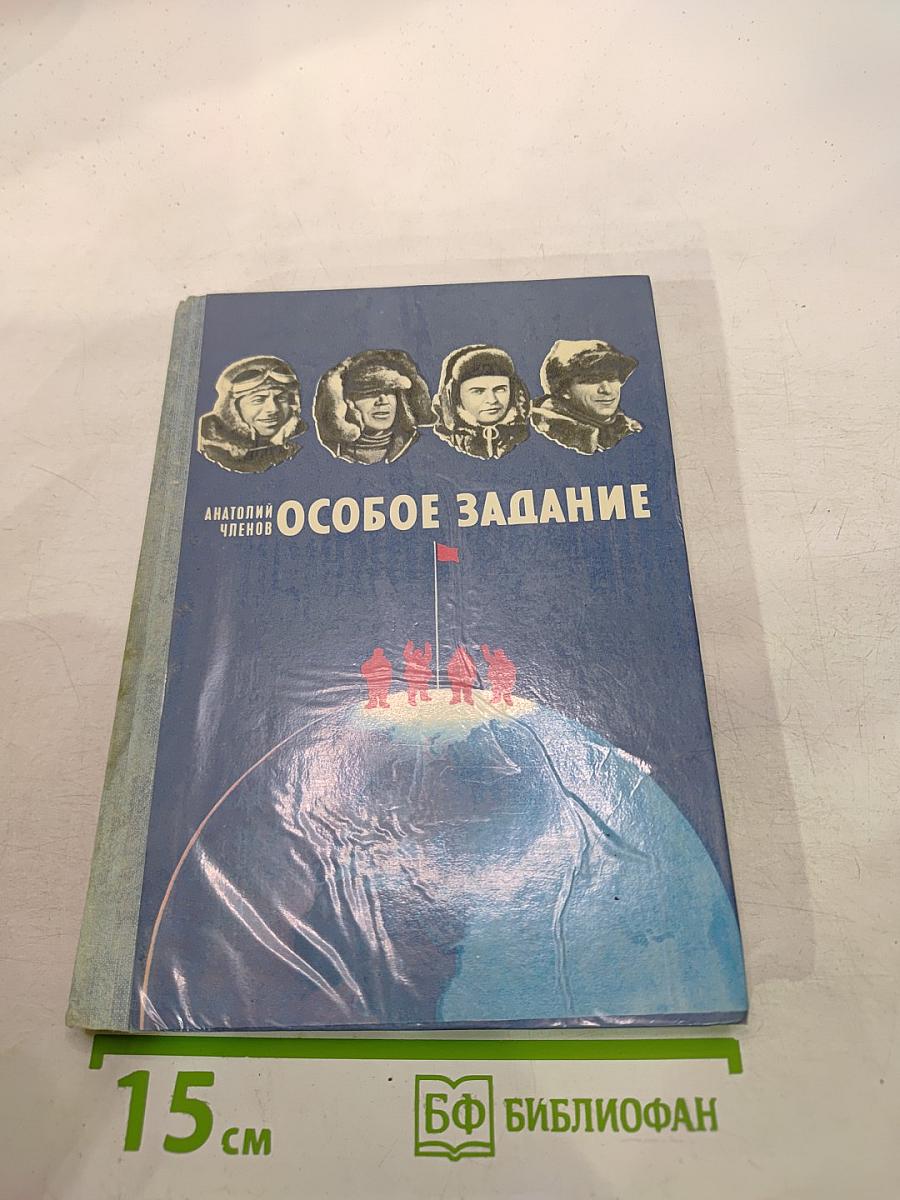 АНАТОЛИЙ
ЧЛЕНОВ
ОСОБОЕ ЗАДАНИЕ
15 см
БФ БИБЛИОФАН